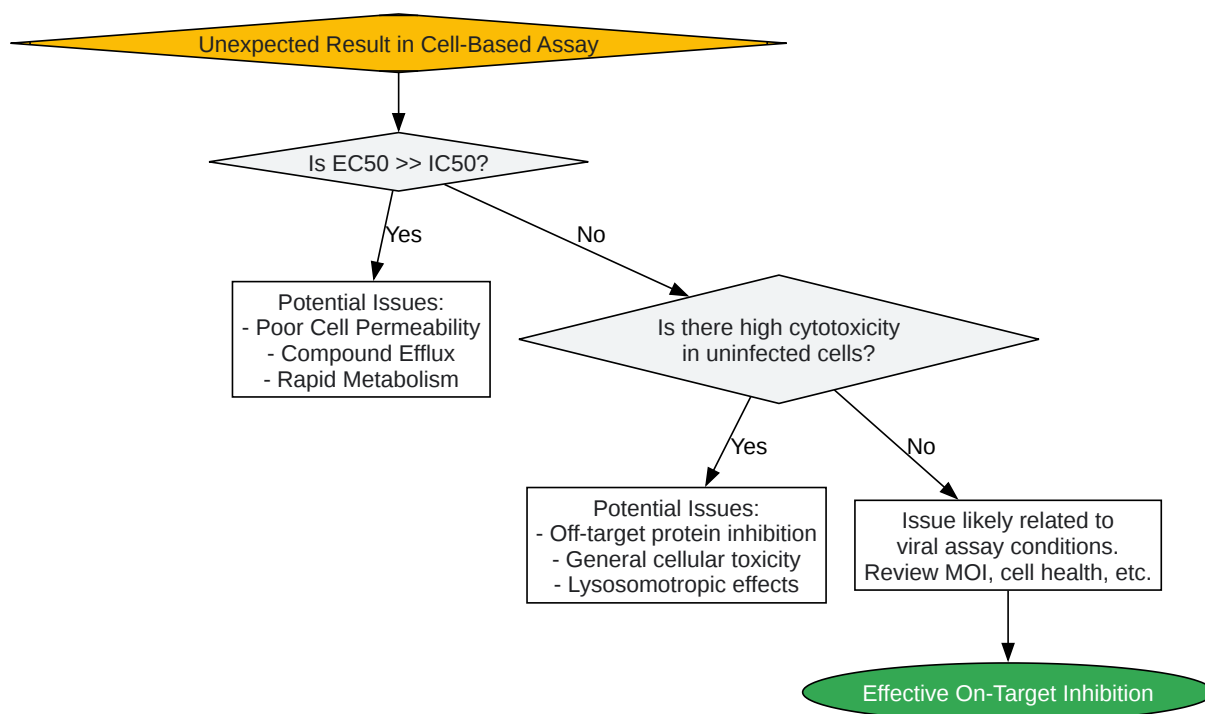 Unexpected Result in Cell-Based Assay
Is EC50 >> IC50?
Yes
No
Potential Issues:
- Poor Cell Permeability
- Compound Efflux
- Rapid Metabolism
Is there high cytotoxicity
in uninfected cells?
Yes
No
Potential Issues:
- Off-target protein inhibition
- General cellular toxicity
- Lysosomotropic effects
Issue likely related to
viral assay conditions.
Review MOI, cell health, etc.
Effective On-Target Inhibition